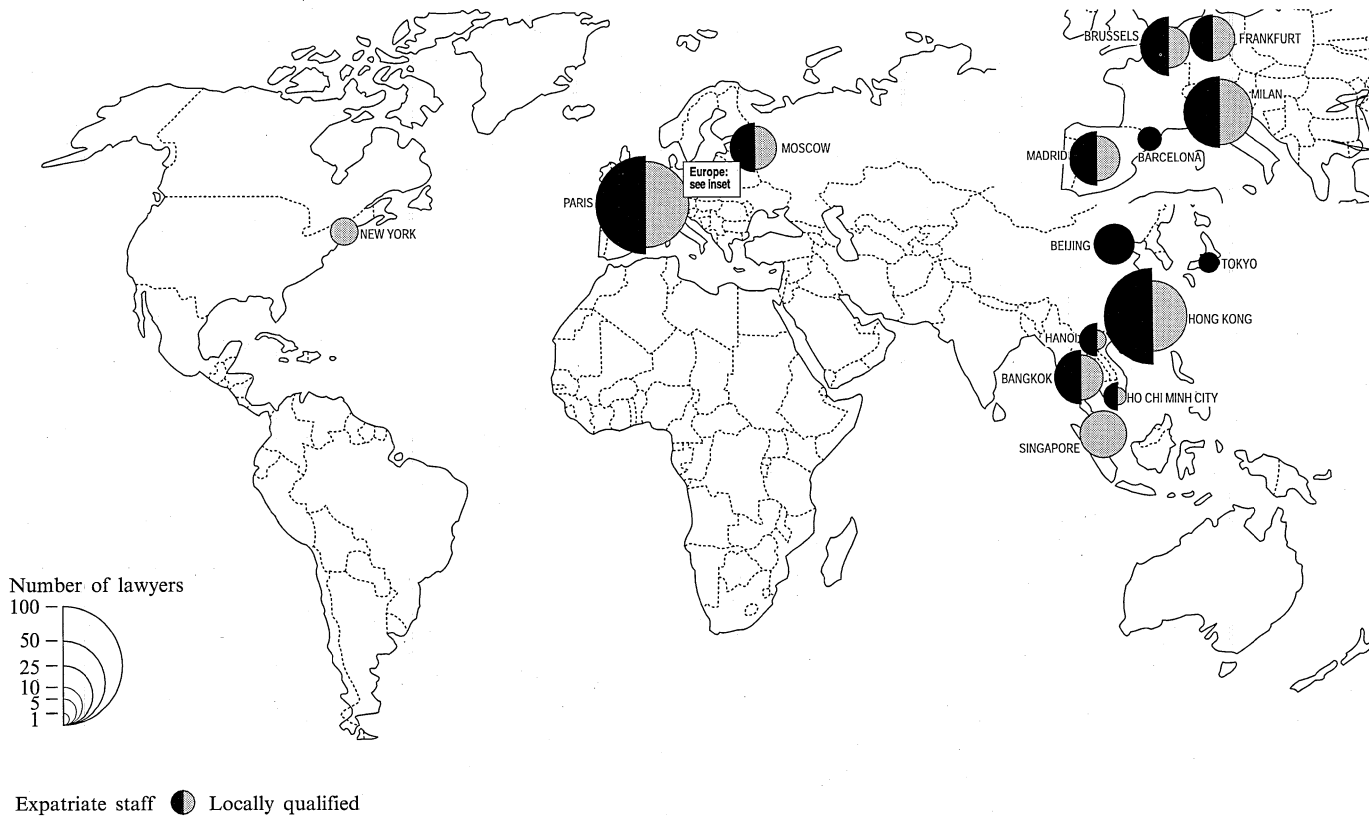 BRUSSELS
FRANKFURT
MILAN
MADRID
BARCELONA
MOSCOW
Europe:
see inset
PARIS
NEW YORK
BEIJING
TOKYO
HONG KONG
HANOI
BANGKOK
HO CHI MINH CITY
SINGAPORE
Number of lawyers
100
50
25
10
5
1
Expatriate staff Locally qualified